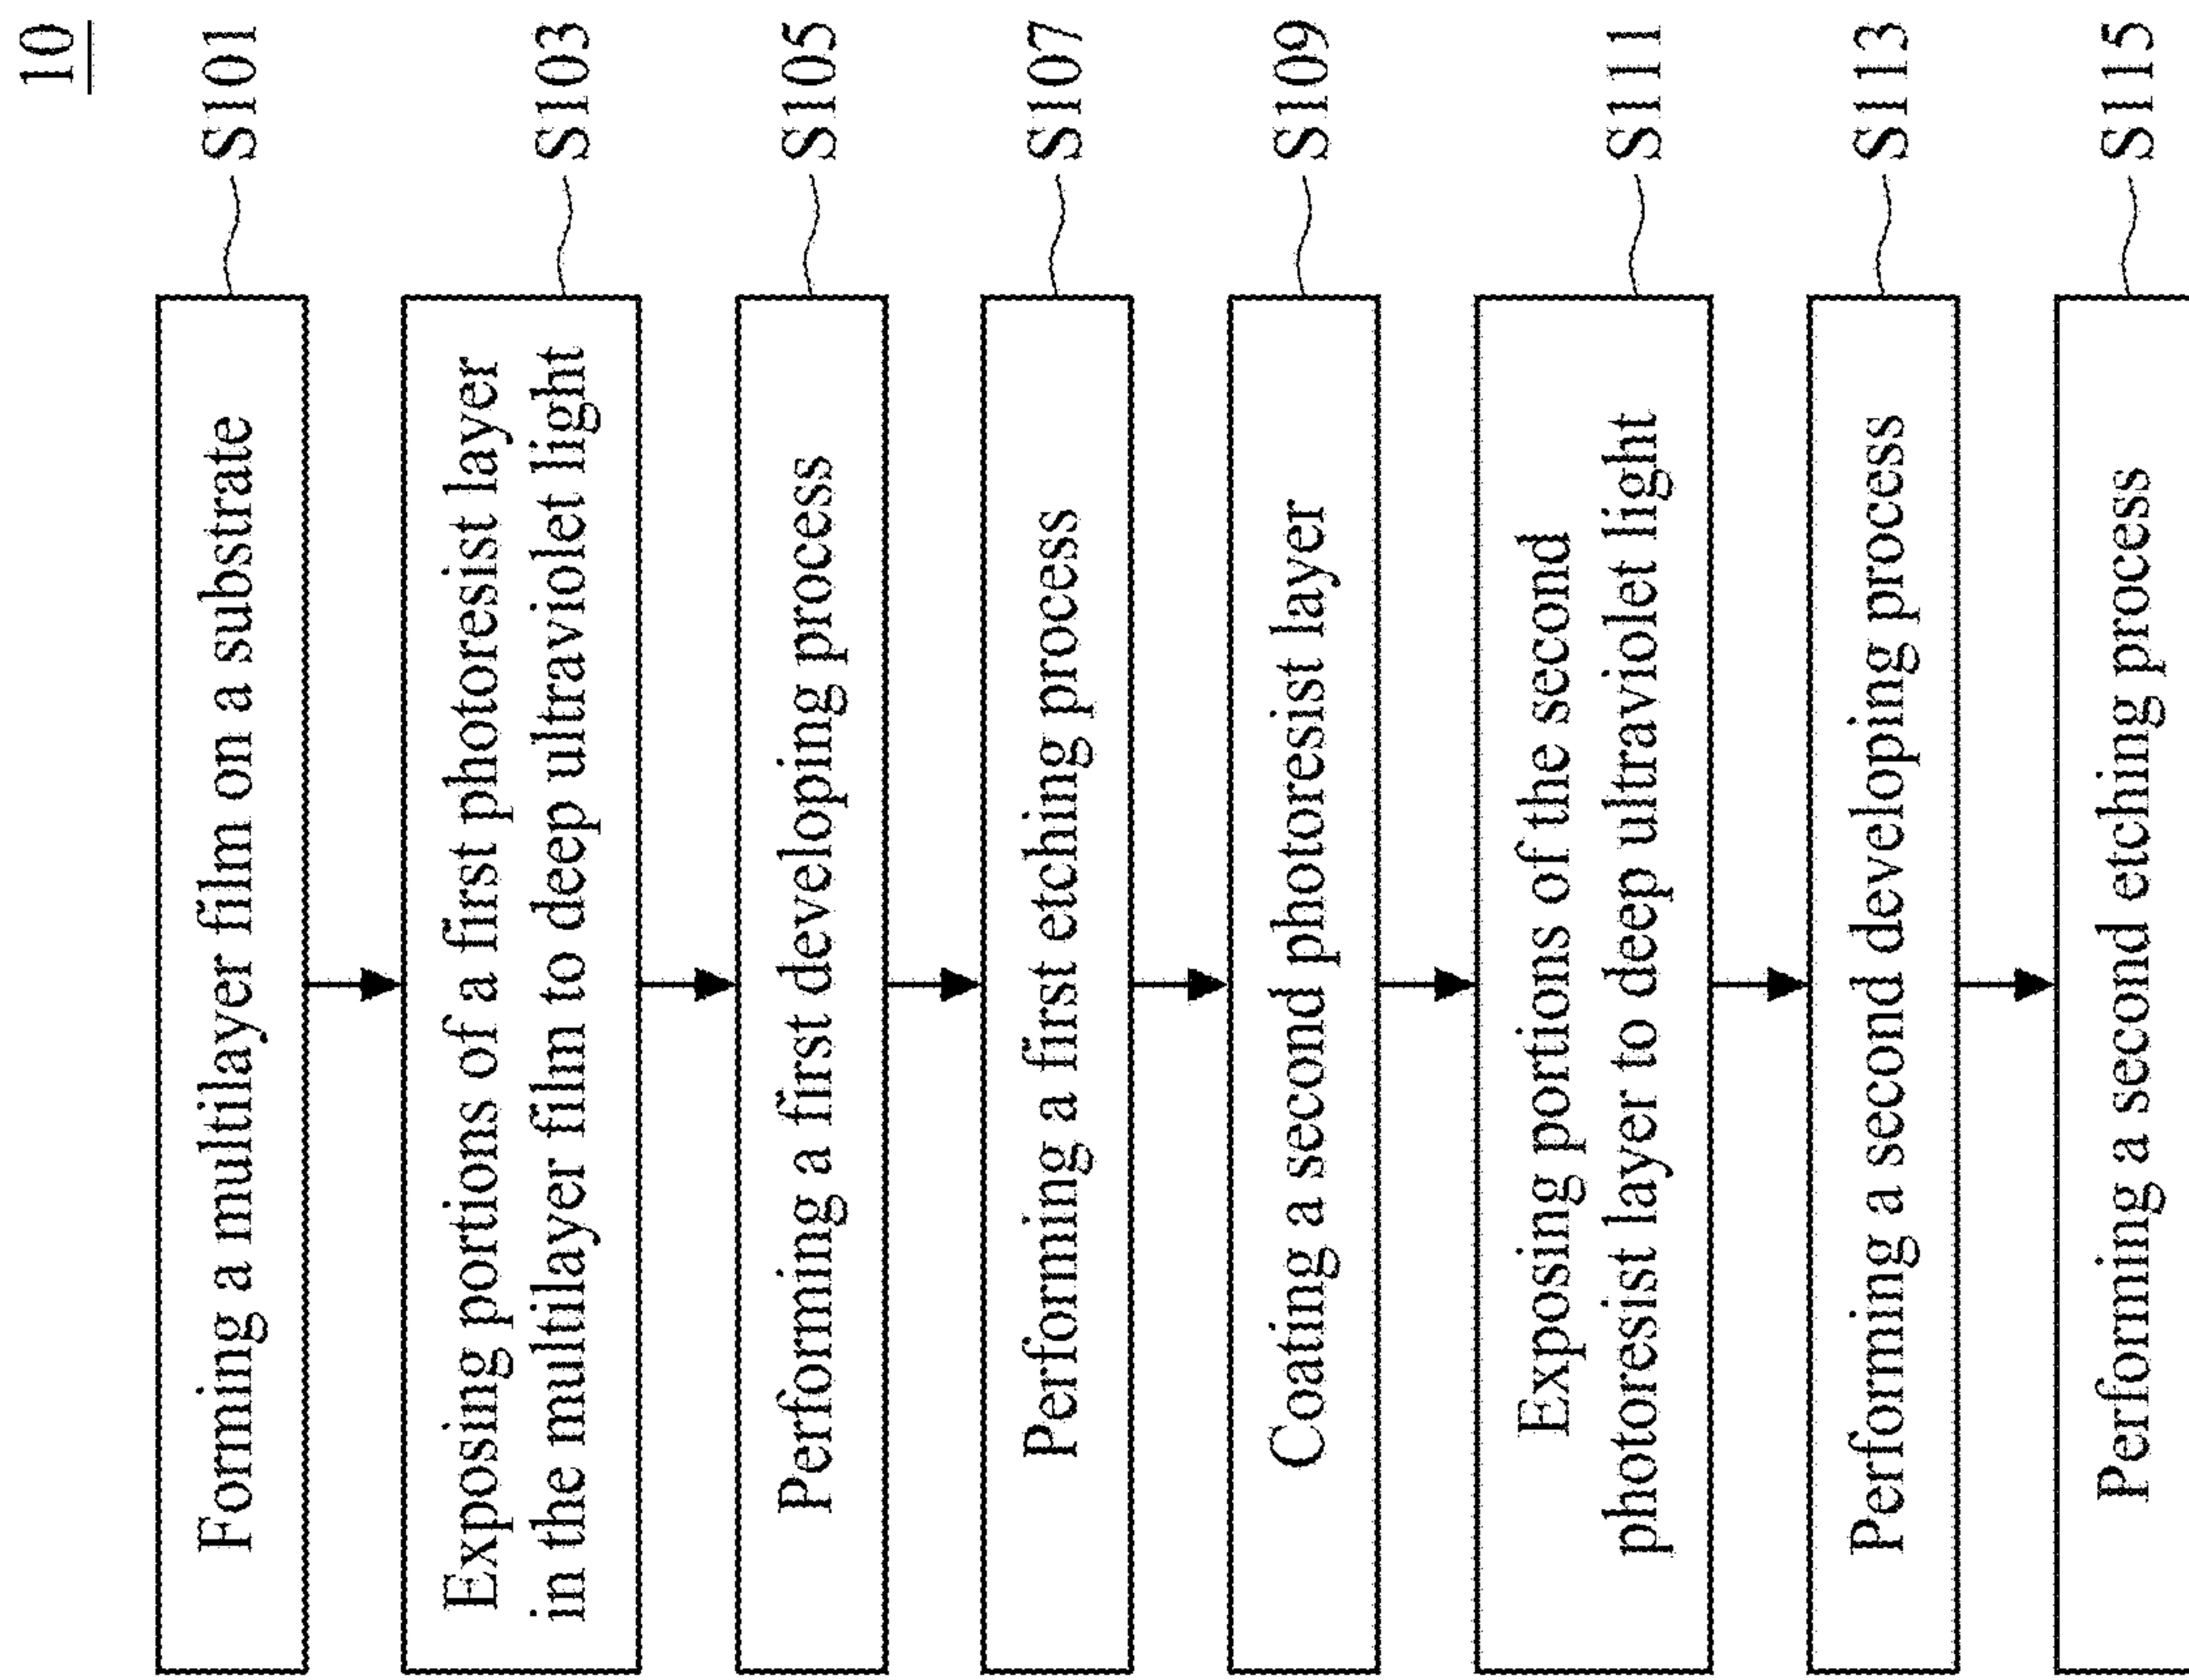 10
Forming a multilayer film on a substrate
S101
Exposing portions of a first photoresist layer
in the multilayer film to deep ultraviolet light
S103
Performing a first developing process
S105
Performing a first etching process
S107
Coating a second photoresist layer
S109
Exposing portions of the second
photoresist layer to deep ultraviolet light
S111
Performing a second developing process
S113
Performing a second etching process
S115